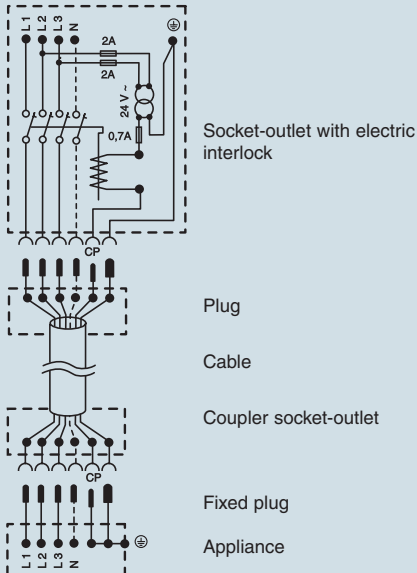 L1 L2 L3 N
2A
2A
24 V ~
0,7A
Socket-outlet with electric
interlock
CP
Plug
Cable
Coupler socket-outlet
CP
Fixed plug
Appliance
L1 L2 L3 N